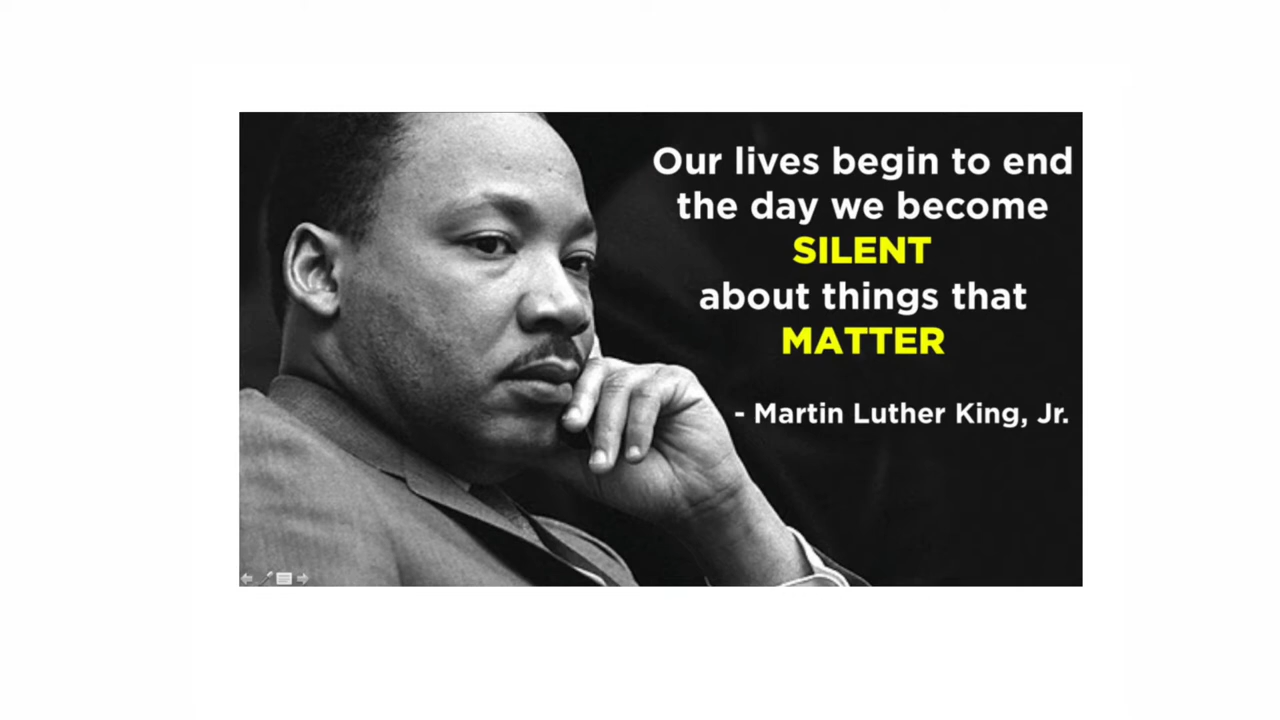 Our lives begin to end
the day we become
SILENT
about things that
MATTER
- Martin Luther King, Jr.